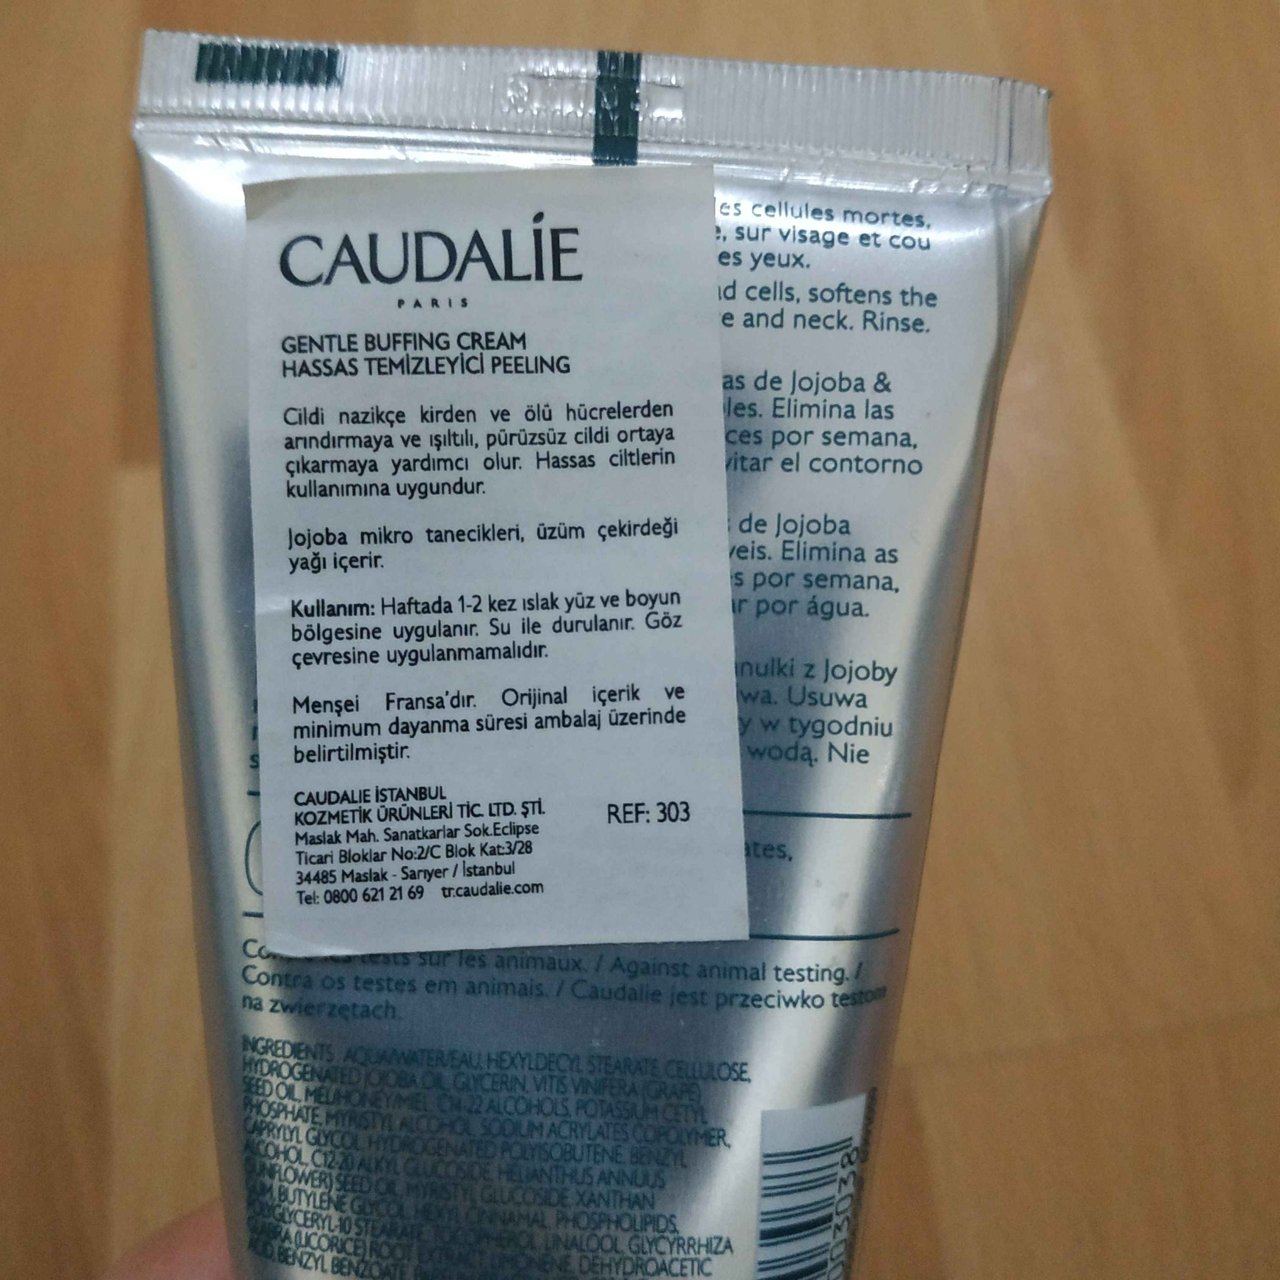 CAUDALİE
PARIS
GENTLE BUFFING CREAM
HASSAS TEMİZLEYİCİ PEELING
Cildi nazikçe kirden ve ölü hücrelerden
arındırmaya ve ışıltılı, pürüzsüz cildi ortaya
çıkarmaya yardımcı olur. Hassas ciltlerin
kullanımına uygundur.
Jojoba mikro tanecikleri, üzüm çekirdeği
yağı içerir.
Kullanım: Haftada 1-2 kez ıslak yüz ve boyun
bölgesine uygulanır. Su ile durulanır. Göz
çevresine uygulanmamalıdır.
Menşei Fransa'dır. Orijinal içerik ve
minimum dayanma süresi ambalaj üzerinde
belirtilmiştir.
CAUDALIE İSTANBUL
KOZMETİK ÜRÜNLERİ TİC. LTD. ŞTİ.
Maslak Mah. Sanatkarlar Sok.Eclipse
Ticari Bloklar No:2/C Blok Kat:3/28
34485 Maslak - Sarıyer / İstanbul
Tel: 0800 621 21 69 tr.caudalie.com
REF: 303
es cellules mortes,
e, sur visage et cou
es yeux.
d cells, softens the
e and neck. Rinse.
as de Jojoba &
les. Elimina las
ces por semana,
vitar el contorno
de Jojoba
veis. Elimina as
s por semana,
r por água.
nulki z Jojoby
wa. Usuwa
y w tygodniu
wodą. Nie
ates,
tests sur les animaux. / Against animal testing. /
Contra os testes em animais. / Caudalie jest przeciwko testom
na zwierzętach.
INGREDIENTS: AQUA/WATER/EAU, HEXYLDECYL STEARATE, CELLULOSE,
HYDROGENATED JOJOBA OIL, GLYCERIN, VITIS VINIFERA (GRAPE)
SEED OIL, MEL/HONEY/MIEL, C14-22 ALCOHOLS, POTASSIUM CETYL
PHOSPHATE, MYRISTYL ALCOHOL, SODIUM ACRYLATES COPOLYMER,
CAPRYLYL GLYCOL, HYDROGENATED POLYISOBUTENE, BENZYL
ALCOHOL, C12-20 ALKYL GLUCOSIDE, HELIANTHUS ANNUUS
(SUNFLOWER) SEED OIL, MYRISTYL GLUCOSIDE, XANTHAN
GUM, BUTYLENE GLYCOL, HEXYL CINNAMAL, PHOSPHOLIPIDS,
POLYGLYCERYL-10 STEARATE, TOCOPHEROL, LINALOOL, GLYCYRRHIZA
GLABRA (LICORICE) ROOT EXTRACT, LIMONENE, DEHYDROACETIC
ACID, BENZYL BENZOATE